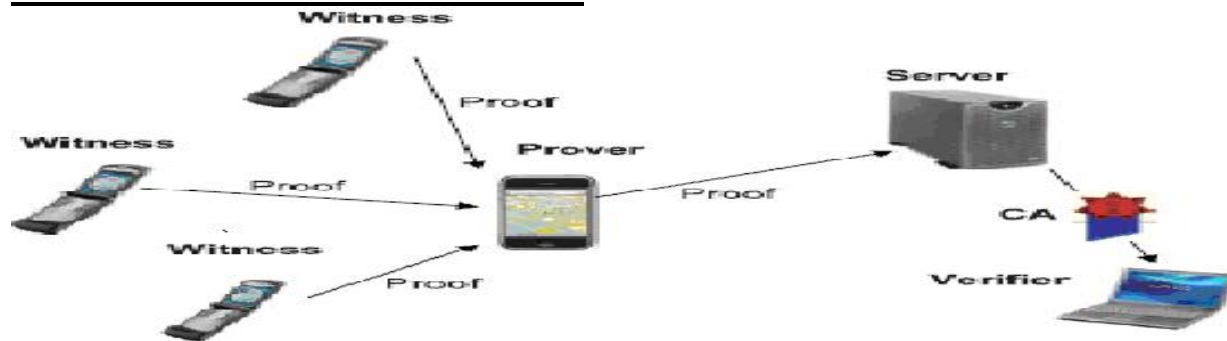 Witness
Proof
Server
Witness
Proof
Prover
Proof
CA
Witness
Proof
Verifier